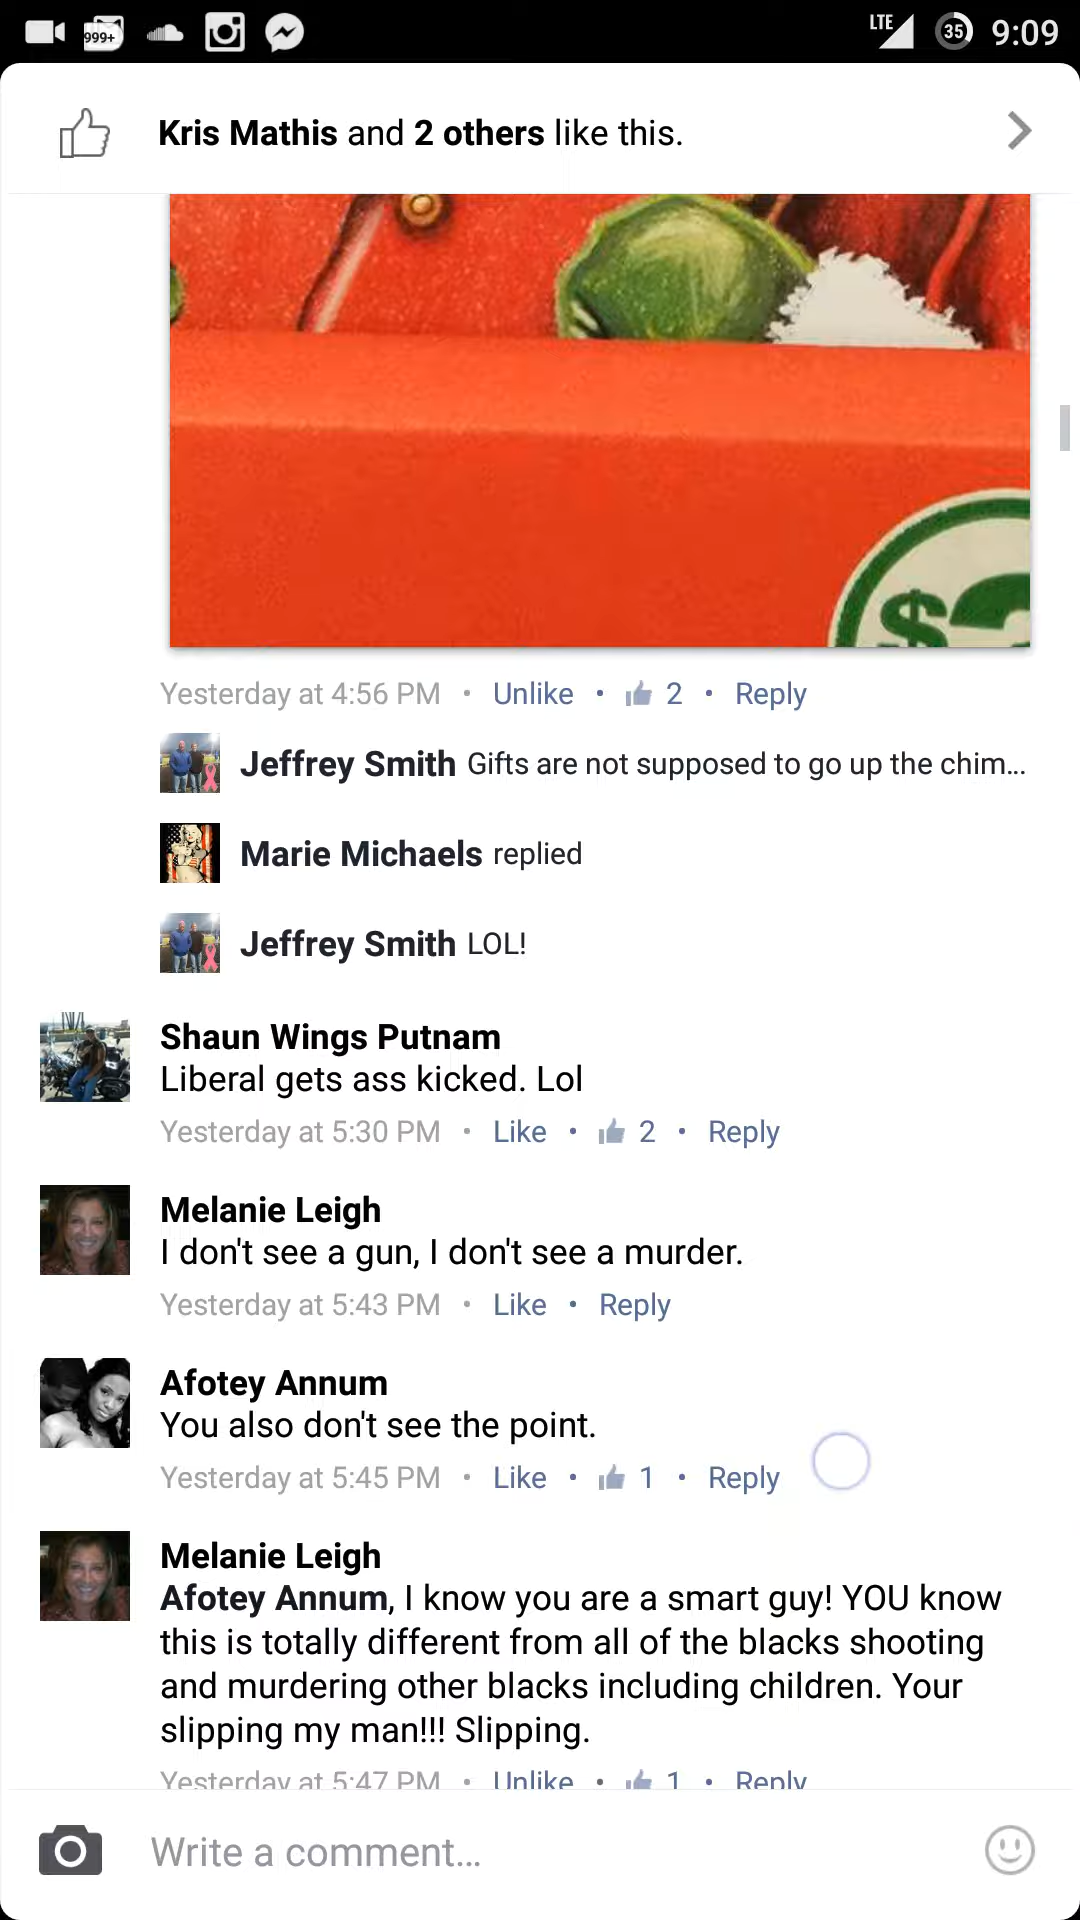 999+ LTE 35 9:09
Kris Mathis and 2 others like this.
$
Yesterday at 4:56 PM • Unlike • 2 • Reply
Jeffrey Smith Gifts are not supposed to go up the chim...
Marie Michaels replied
Jeffrey Smith LOL!
Shaun Wings Putnam
Liberal gets ass kicked. Lol
Yesterday at 5:30 PM • Like • 2 • Reply
Melanie Leigh
I don't see a gun, I don't see a murder.
Yesterday at 5:43 PM • Like • Reply
Afotey Annum
You also don't see the point.
Yesterday at 5:45 PM • Like • 1 • Reply
Melanie Leigh
Afotey Annum, I know you are a smart guy! YOU know
this is totally different from all of the blacks shooting
and murdering other blacks including children. Your
slipping my man!!! Slipping.
Yesterday at 5:47 PM • Unlike • 1 • Reply
Write a comment...